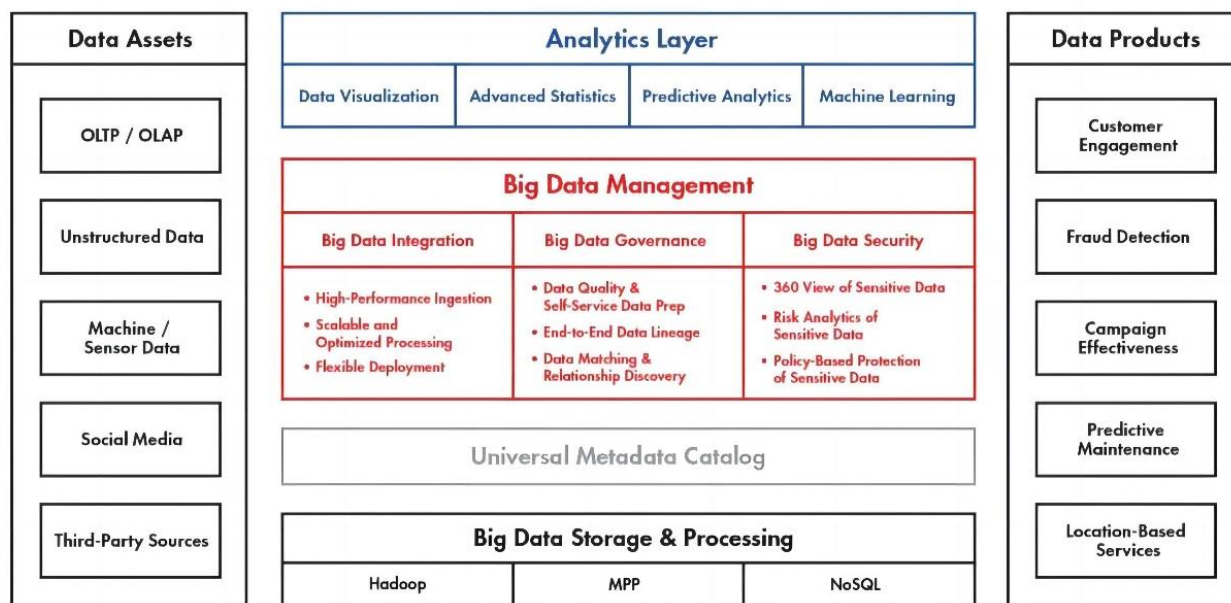 Data Assets
OLTP / OLAP
Unstructured Data
Machine /
Sensor Data
Social Media
Third-Party Sources
Analytics Layer
Data Visualization
Advanced Statistics
Predictive Analytics
Machine Learning
Big Data Management
Big Data Integration
• High-Performance Ingestion
• Scalable and
Optimized Processing
• Flexible Deployment
Big Data Governance
• Data Quality &
Self-Service Data Prep
• End-to-End Data Lineage
• Data Matching &
Relationship Discovery
Big Data Security
• 360 View of Sensitive Data
• Risk Analytics of
Sensitive Data
• Policy-Based Protection
of Sensitive Data
Universal Metadata Catalog
Big Data Storage & Processing
Hadoop
MPP
NoSQL
Data Products
Customer
Engagement
Fraud Detection
Campaign
Effectiveness
Predictive
Maintenance
Location-Based
Services